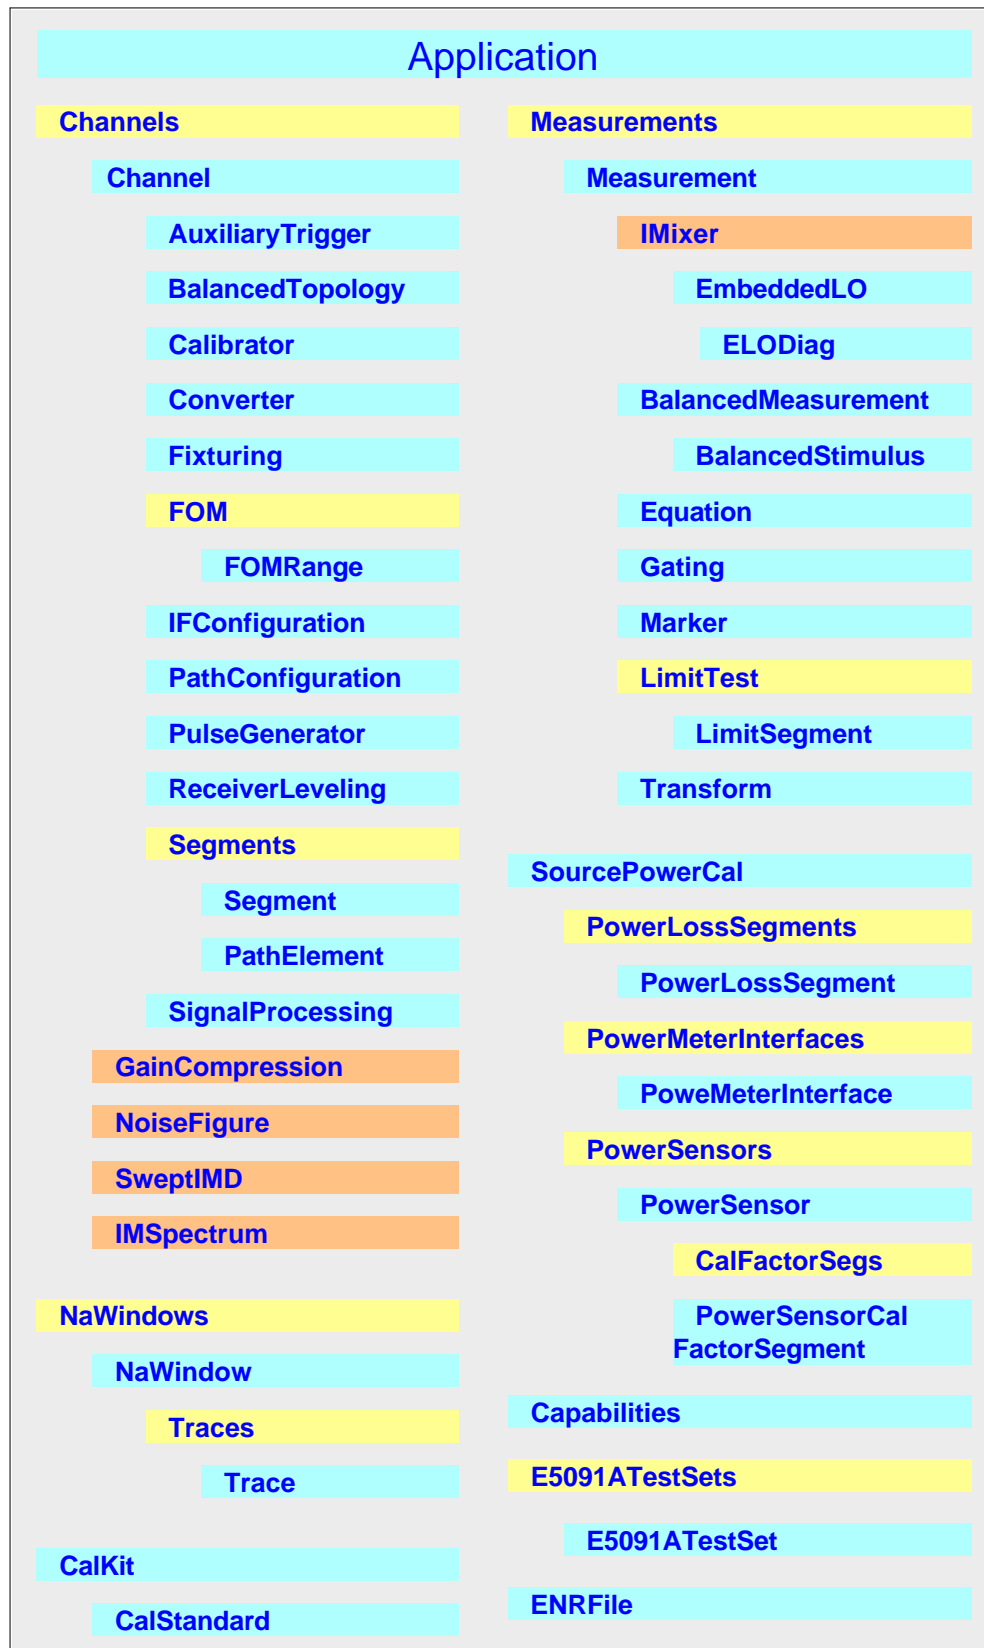 Application
Channels
Channel
AuxiliaryTrigger
BalancedTopology
Calibrator
Converter
Fixturing
FOM
FOMRange
IFConfiguration
PathConfiguration
PulseGenerator
ReceiverLeveling
Segments
Segment
PathElement
SignalProcessing
GainCompression
NoiseFigure
SweptIMD
IMSpectrum
NaWindows
NaWindow
Traces
Trace
CalKit
CalStandard
Measurements
Measurement
IMixer
EmbeddedLO
ELODiag
BalancedMeasurement
BalancedStimulus
Equation
Gating
Marker
LimitTest
LimitSegment
Transform
SourcePowerCal
PowerLossSegments
PowerLossSegment
PowerMeterInterfaces
PoweMeterInterface
PowerSensors
PowerSensor
CalFactorSegs
PowerSensorCal
FactorSegment
Capabilities
E5091ATestSets
E5091ATestSet
ENRFile